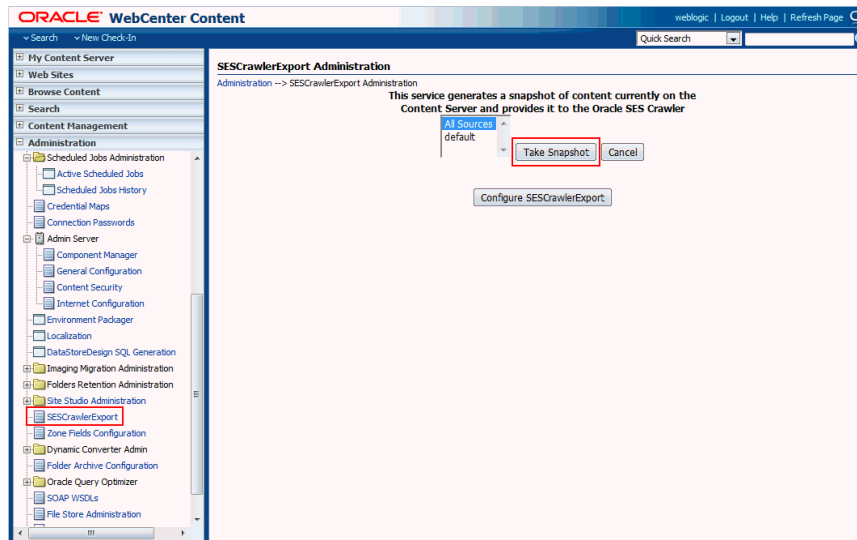 ORACLE WebCenter Content
weblogic | Logout | Help | Refresh Page
Search New Check-In
Quick Search
My Content Server
Web Sites
Browse Content
Search
Content Management
Administration
Scheduled Jobs Administration
Active Scheduled Jobs
Scheduled Jobs History
Credential Maps
Connection Passwords
Admin Server
Component Manager
General Configuration
Content Security
Internet Configuration
Environment Packager
Localization
DataStoreDesign SQL Generation
Imaging Migration Administration
Folders Retention Administration
Site Studio Administration
SESCrawlerExport
Zone Fields Configuration
Dynamic Converter Admin
Folder Archive Configuration
Oracle Query Optimizer
SOAP WSDLs
File Store Administration
SESCrawlerExport Administration
Administration --> SESCrawlerExport Administration
This service generates a snapshot of content currently on the
Content Server and provides it to the Oracle SES Crawler
All Sources
default
Take Snapshot Cancel
Configure SESCrawlerExport